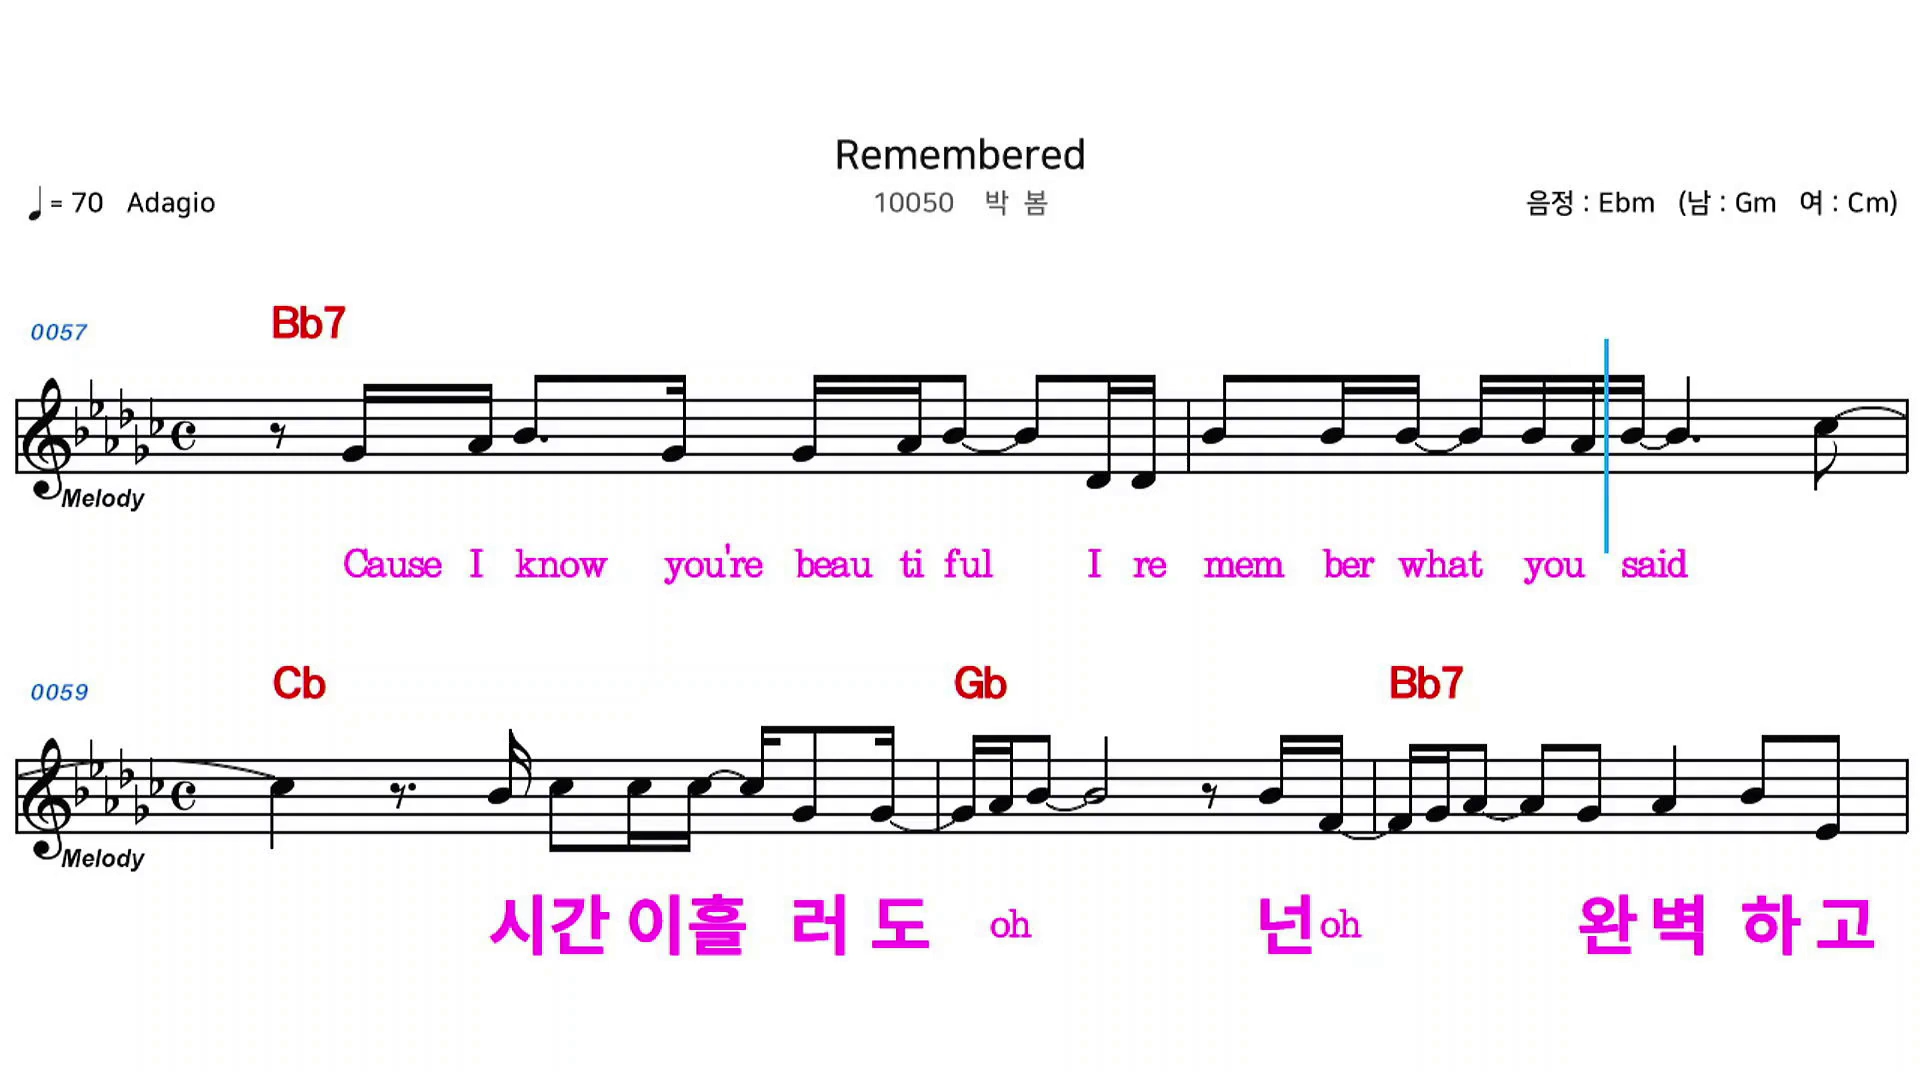 Remembered
♩= 70 Adagio
10050 박 봄
음정 : Ebm (남 : Gm 여 : Cm)
0057 Bb7
Melody
Cause I know you're beau ti ful I re mem ber what you said
0059 Cb Gb Bb7
Melody
시간 이흘 러 도 oh 넌 oh 완 벽 하 고